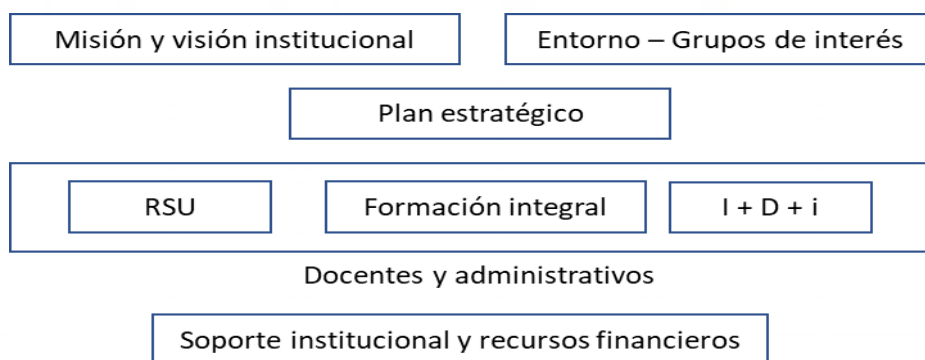 Misión y visión institucional
Entorno – Grupos de interés
Plan estratégico
RSU
Formación integral
I + D + i
Docentes y administrativos
Soporte institucional y recursos financieros